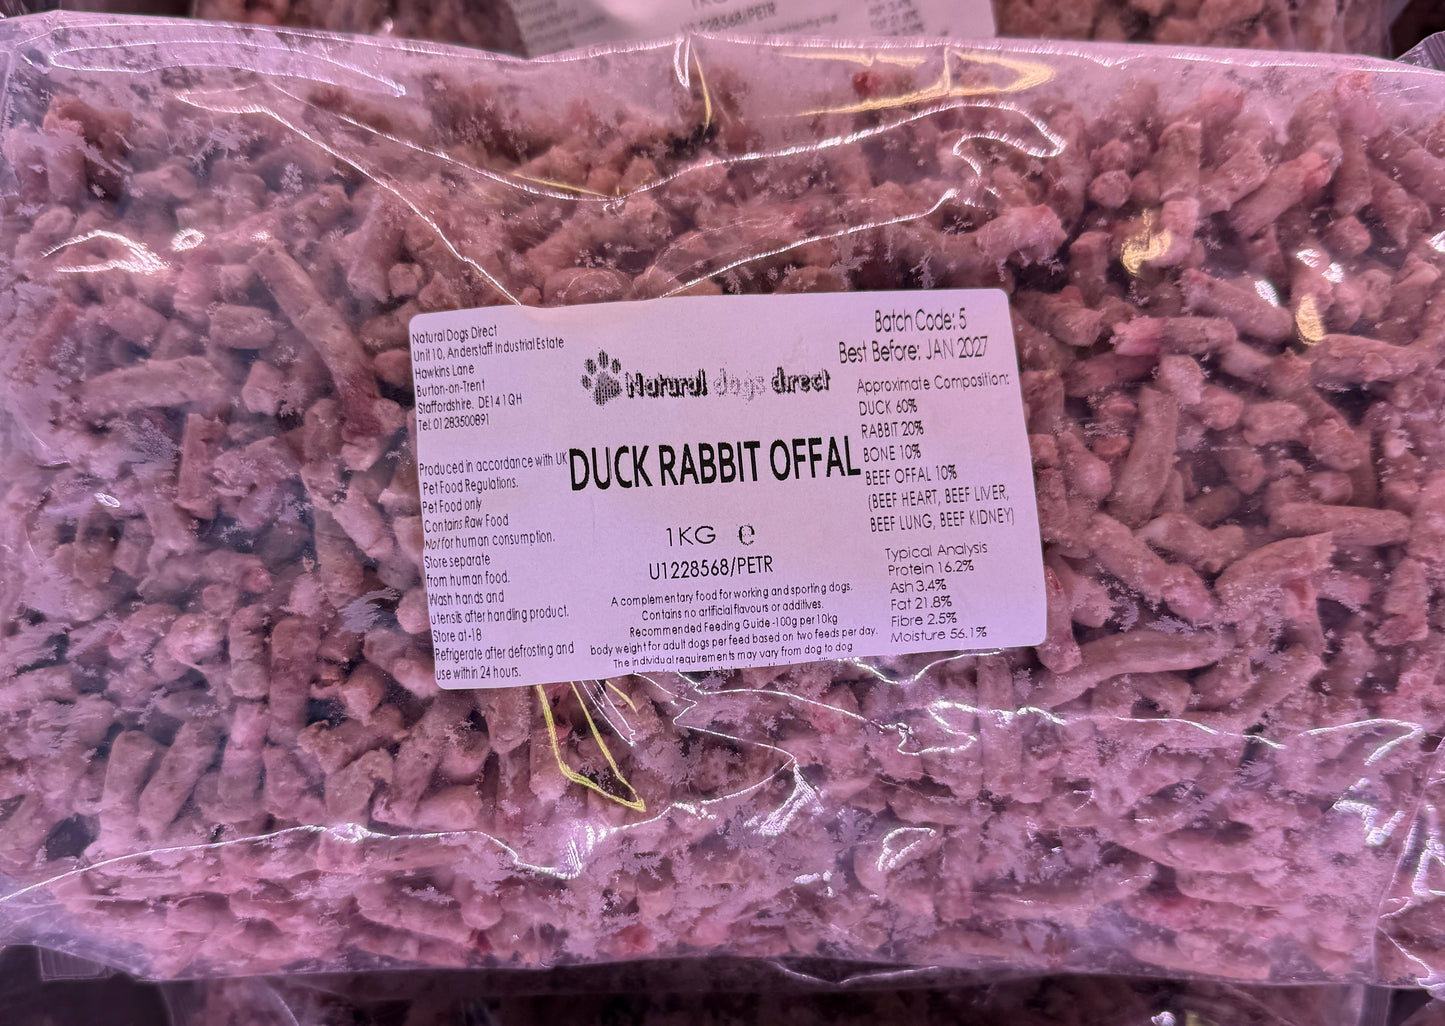 U1228568/PETR
Natural Dogs Direct
Unit 10, Anderstaff Industrial Estate
Hawkins Lane
Burton-on-Trent
Staffordshire. DE14 1QH
Tel: 01283500891
Produced in accordance with UK
Pet Food Regulations.
Pet Food only
Contains Raw Food
Not for human consumption.
Store separate
from human food.
Wash hands and
utensils after handling product.
Store at -18
Refrigerate after defrosting and
use within 24 hours.
Natural dogs direct
DUCK RABBIT OFFAL
1KG e
U1228568/PETR
A complementary food for working and sporting dogs.
Contains no artificial flavours or additives.
Recommended Feeding Guide -100g per 10kg
body weight for adult dogs per feed based on two feeds per day.
The individual requirements may vary from dog to dog
Batch Code: 5
Best Before: JAN 2027
Approximate Composition:
DUCK 60%
RABBIT 20%
BONE 10%
BEEF OFFAL 10%
(BEEF HEART, BEEF LIVER,
BEEF LUNG, BEEF KIDNEY)
Typical Analysis
Protein 16.2%
Ash 3.4%
Fat 21.8%
Fibre 2.5%
Moisture 56.1%